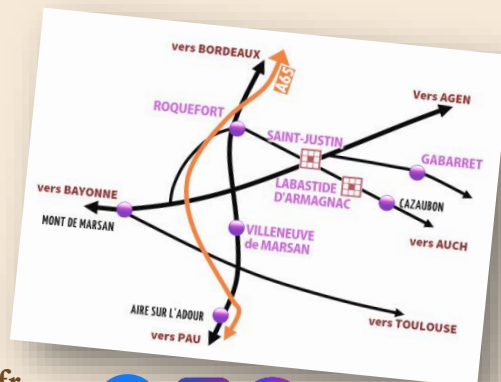 vers BORDEAUX
A65
vers AGEN
ROQUEFORT
SAINT-JUSTIN
GABARRET
LABASTIDE
D'ARMAGNAC
vers BAYONNE
CAZAUBON
MONT DE MARSAN
VILLENEUVE
de MARSAN
vers AUCH
AIRE SUR L'ADOUR
vers PAU
vers TOULOUSE
fr